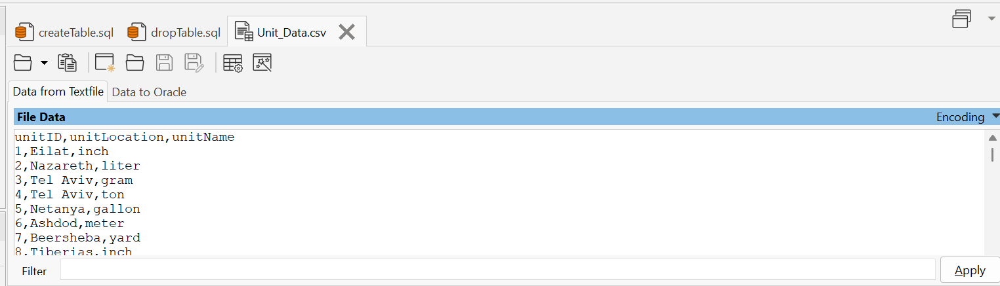 createTable.sql dropTable.sql Unit_Data.csv
Data from Textfile Data to Oracle
File Data Encoding
unitID,unitLocation,unitName
1,Eilat,inch
2,Nazareth,liter
3,Tel Aviv,gram
4,Tel Aviv,ton
5,Netanya,gallon
6,Ashdod,meter
7,Beersheba,yard
8,Tiberias,inch
Filter Apply